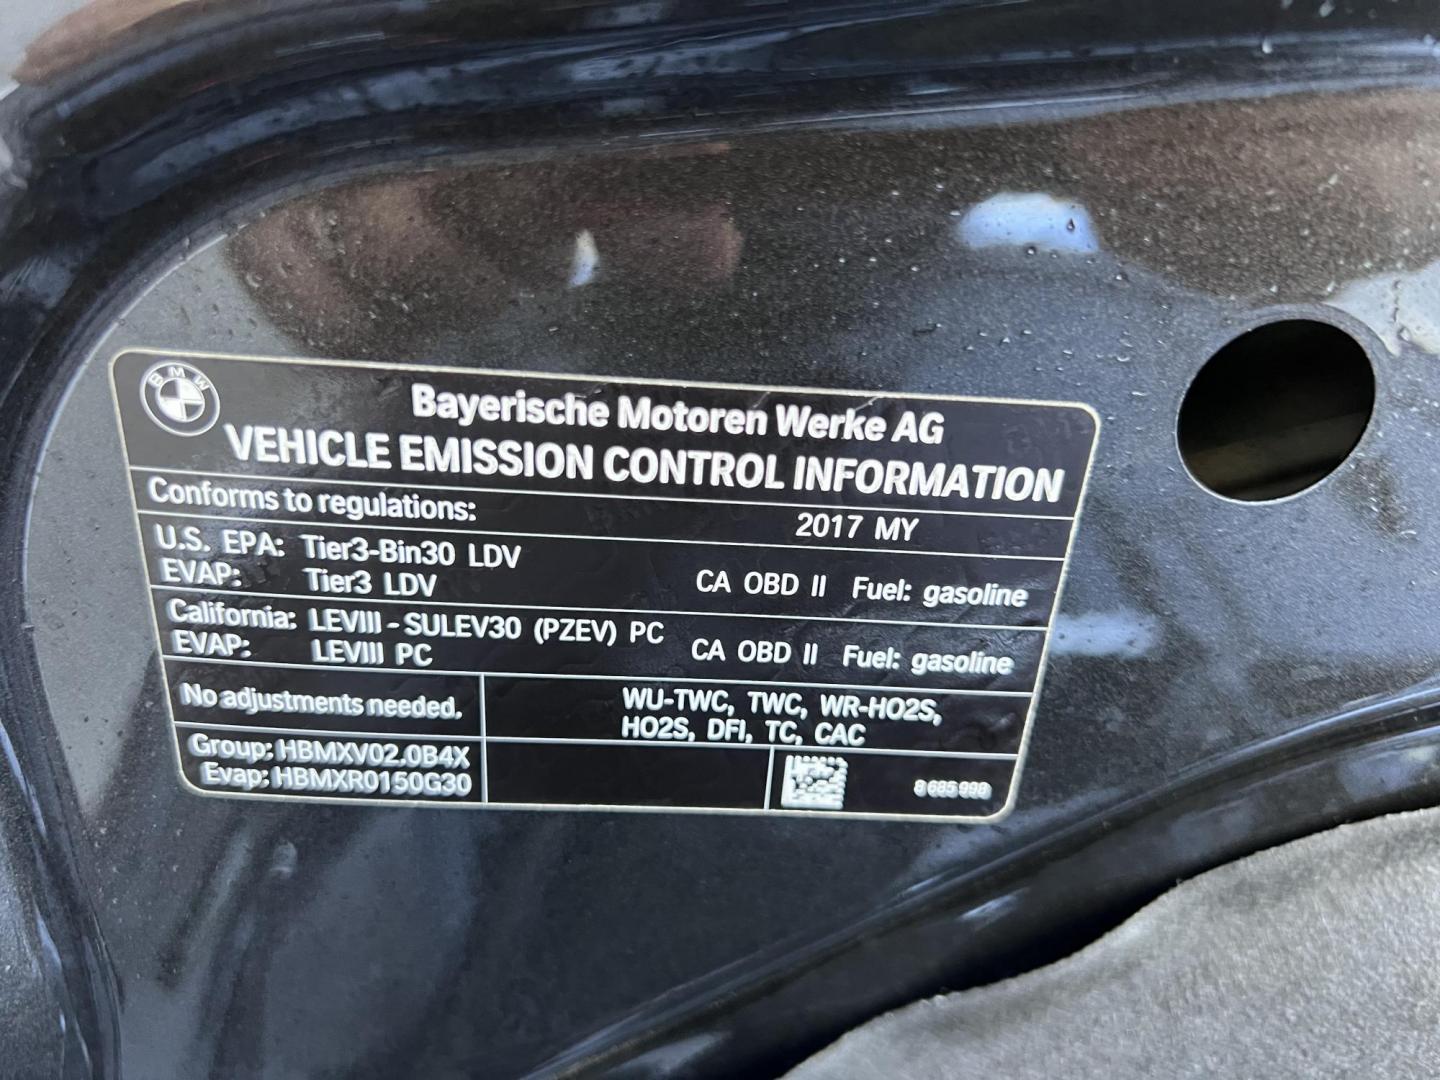 BMW
Bayerische Motoren Werke AG
VEHICLE EMISSION CONTROL INFORMATION
Conforms to regulations: 2017 MY
U.S. EPA: Tier3-Bin30 LDV
EVAP: Tier3 LDV CA OBD II Fuel: gasoline
California: LEVIII - SULEV30 (PZEV) PC
EVAP: LEVIII PC CA OBD II Fuel: gasoline
No adjustments needed.
WU-TWC, TWC, WR-HO2S,
HO2S, DFI, TC, CAC
Group: HBMXV02.0B4X
Evap: HBMXR0150G30
8 685 998